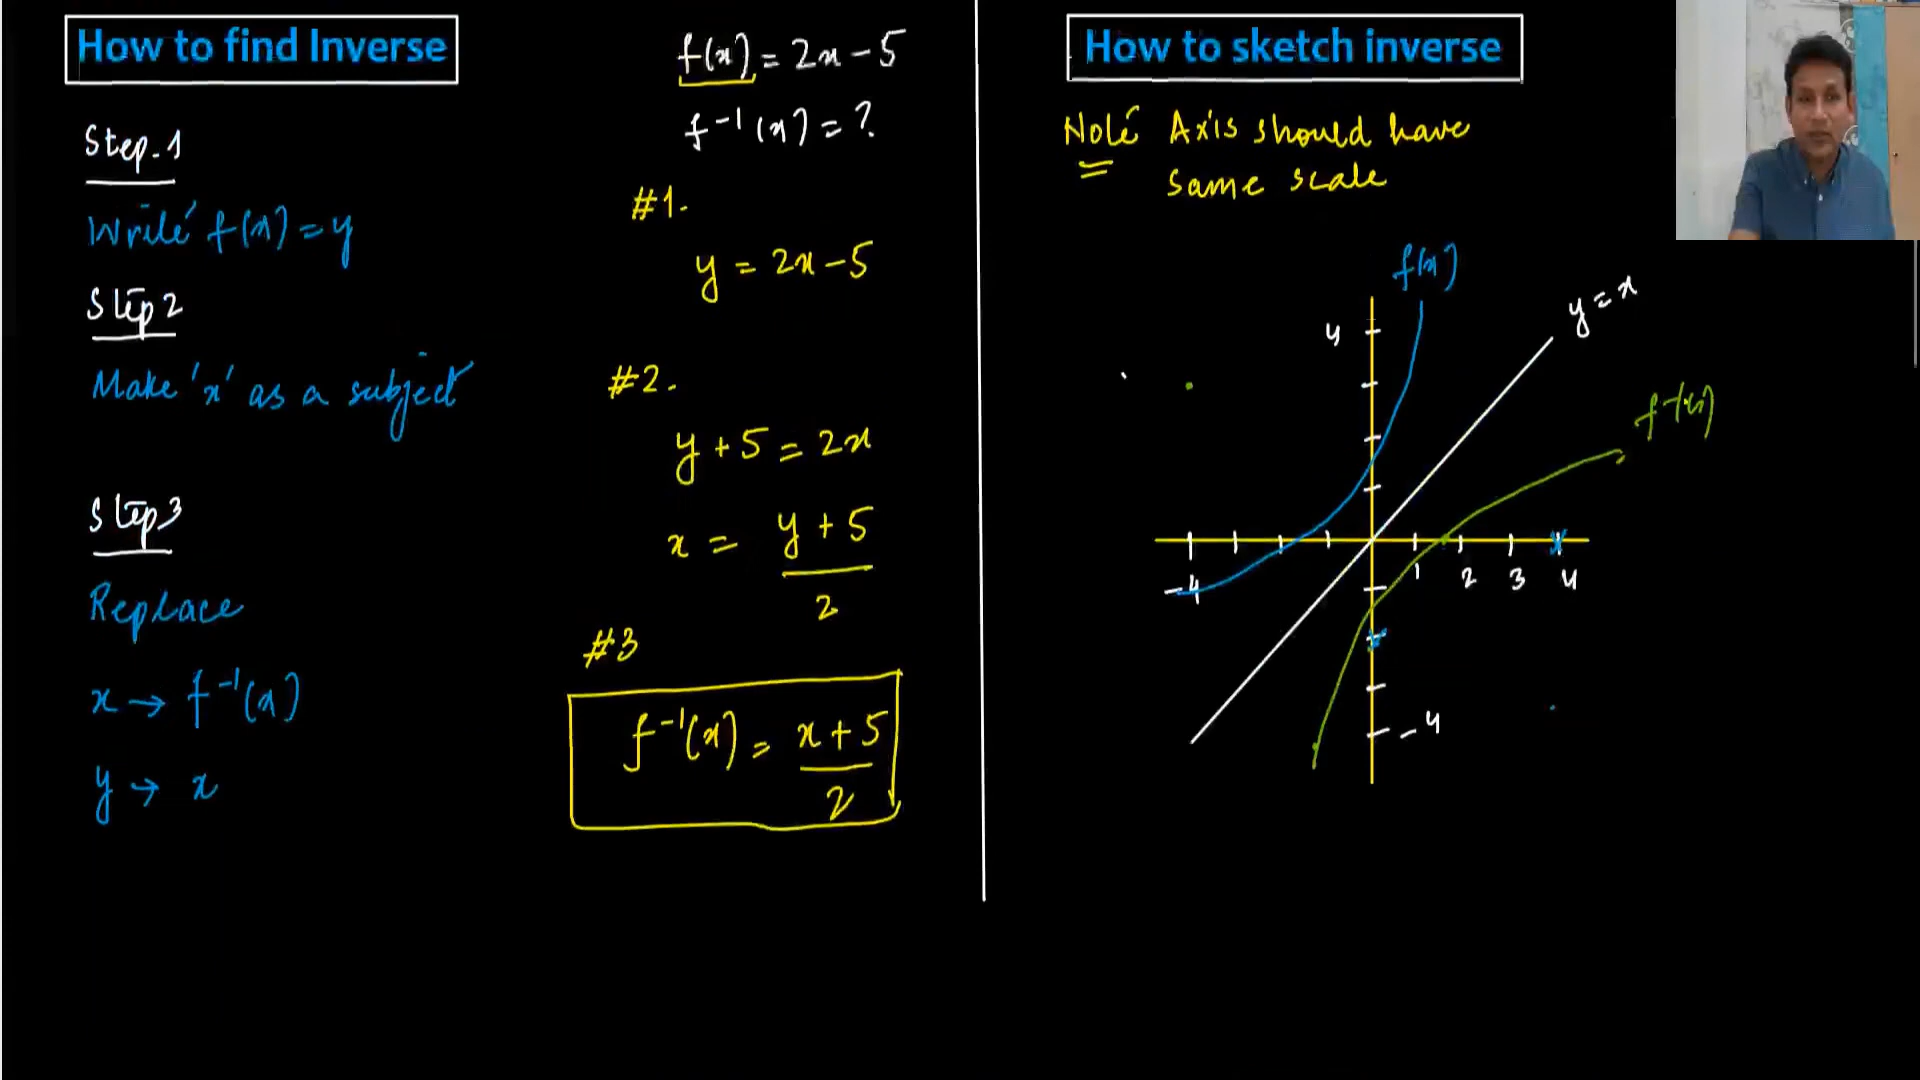 How to find Inverse
Step-1
Write f(x) = y
Step 2
Make 'x' as a subject
Step 3
Replace
x → f⁻¹(x)
y → x
f(x) = 2x - 5
f⁻¹(x) = ?
#1.
y = 2x - 5
#2.
y + 5 = 2x
x = y + 5 / 2
#3
f⁻¹(x) = x + 5 / 2
How to sketch inverse
Note Axis should have
same scale
f(x)
y = x
4
f⁻¹(x)
-4 1 2 3 4
-4